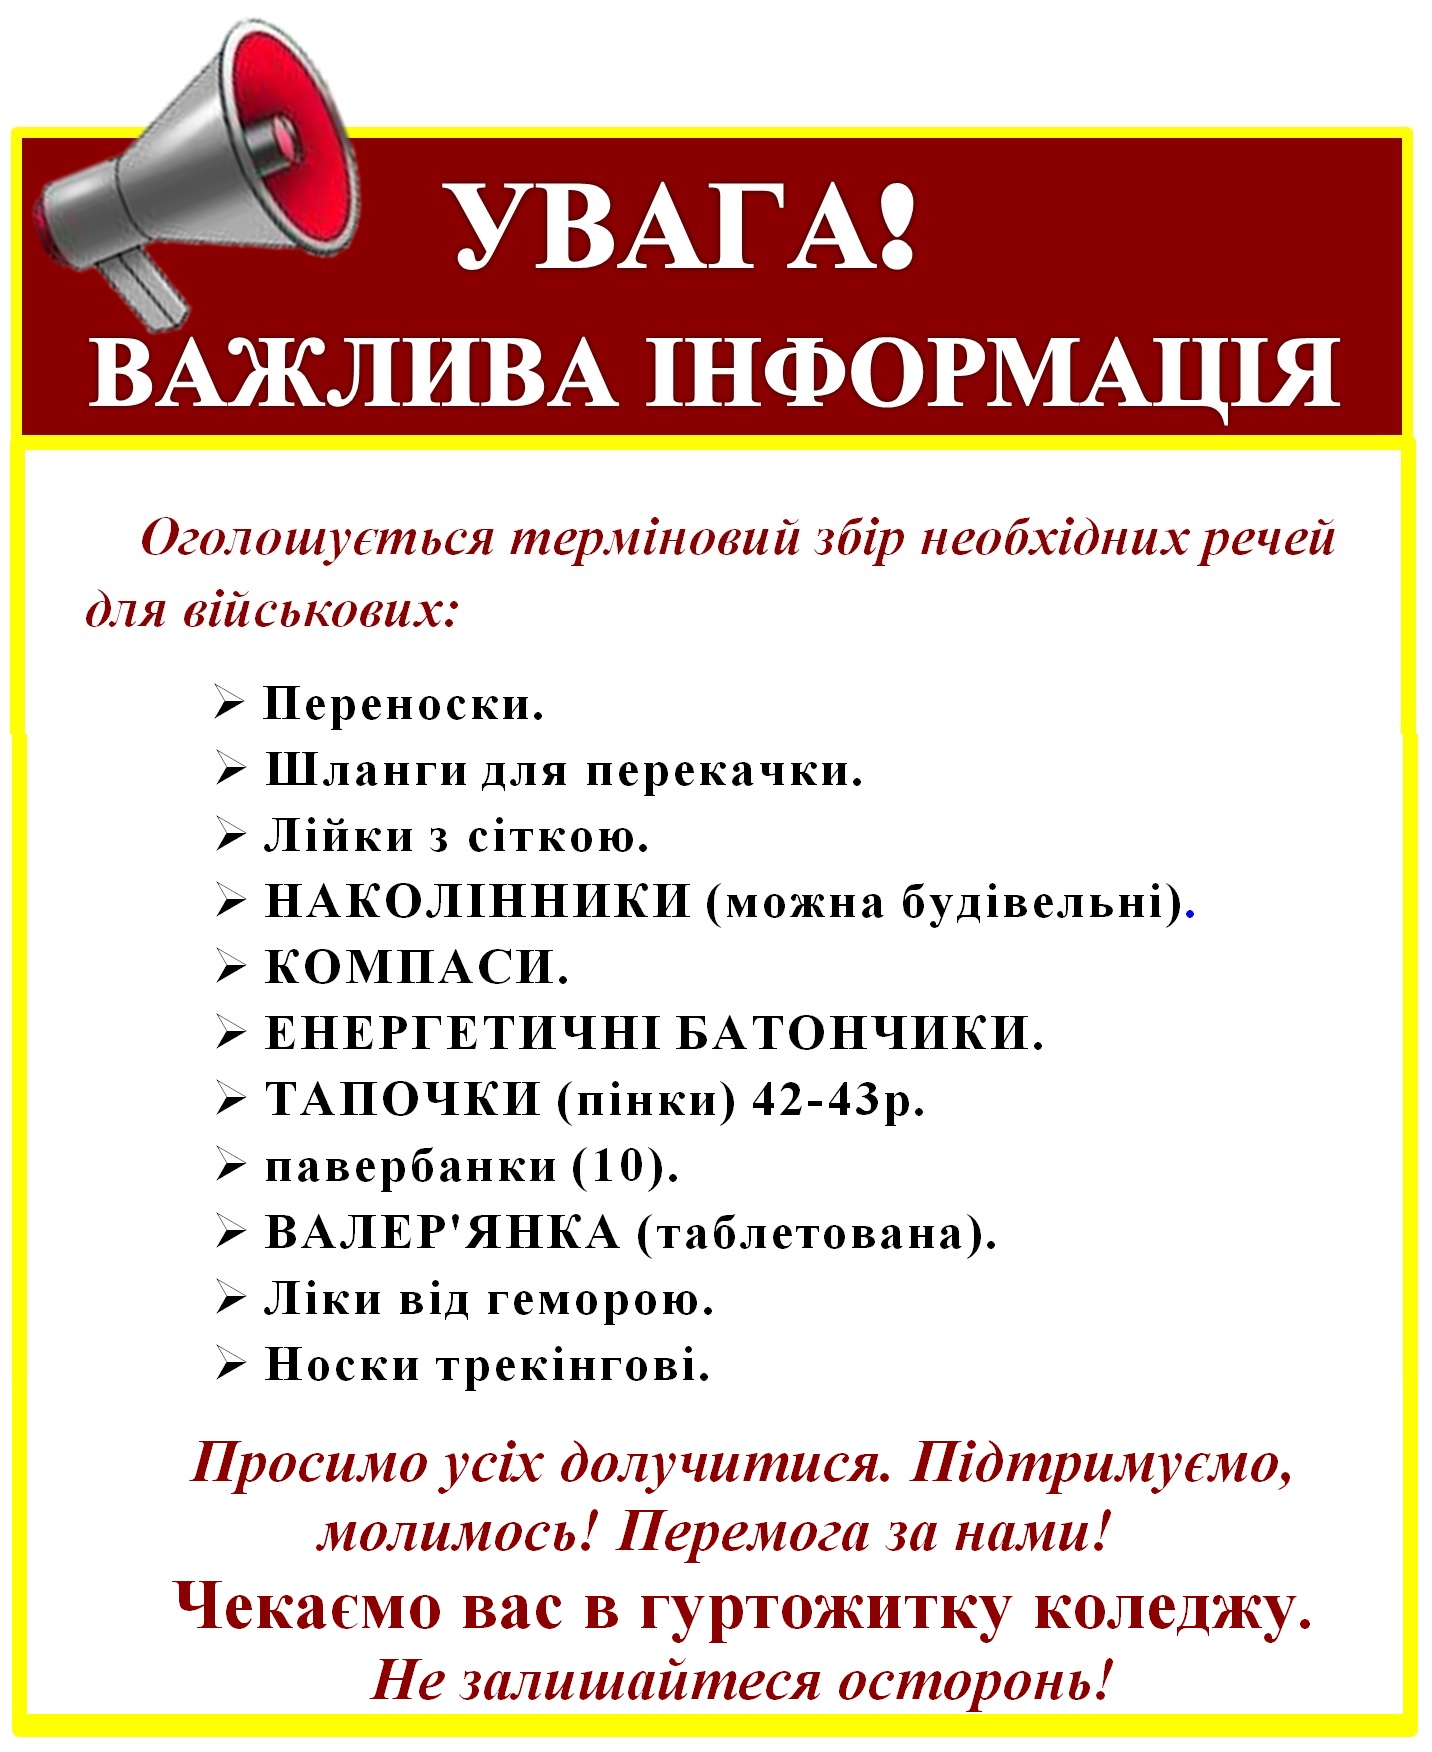 УВАГА!
ВАЖЛИВА ІНФОРМАЦІЯ
Оголошується терміновий збір необхідних речей
для військових:
➢ Переноски.
➢ Шланги для перекачки.
➢ Лійки з сіткою.
➢ НАКОЛІННИКИ (можна будівельні).
➢ КОМПАСИ.
➢ ЕНЕРГЕТИЧНІ БАТОНЧИКИ.
➢ ТАПОЧКИ (пінки) 42-43р.
➢ павербанки (10).
➢ ВАЛЕР'ЯНКА (таблетована).
➢ Ліки від геморою.
➢ Носки трекінгові.
Просимо усіх долучитися. Підтримуємо,
молимось! Перемога за нами!
Чекаємо вас в гуртожитку коледжу.
Не залишайтеся осторонь!